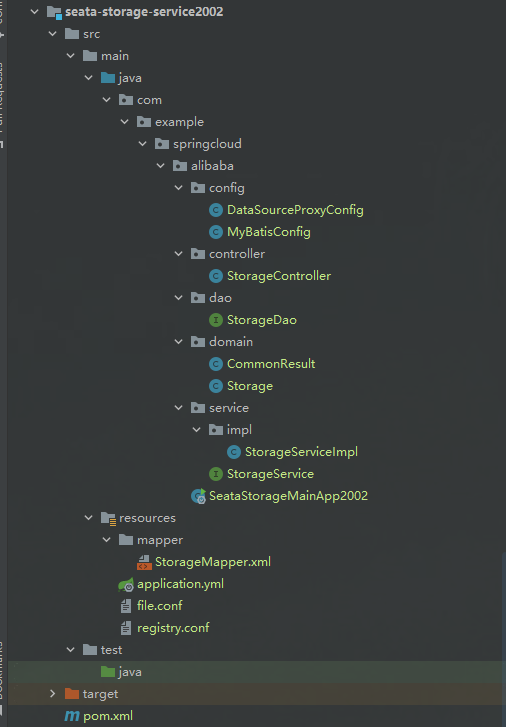 seata-storage-service2002
src
main
java
com
example
springcloud
alibaba
config
DataSourceProxyConfig
MyBatisConfig
controller
StorageController
dao
StorageDao
domain
CommonResult
Storage
service
impl
StorageServiceImpl
StorageService
SeataStorageMainApp2002
resources
mapper
StorageMapper.xml
application.yml
file.conf
registry.conf
test
java
target
pom.xml